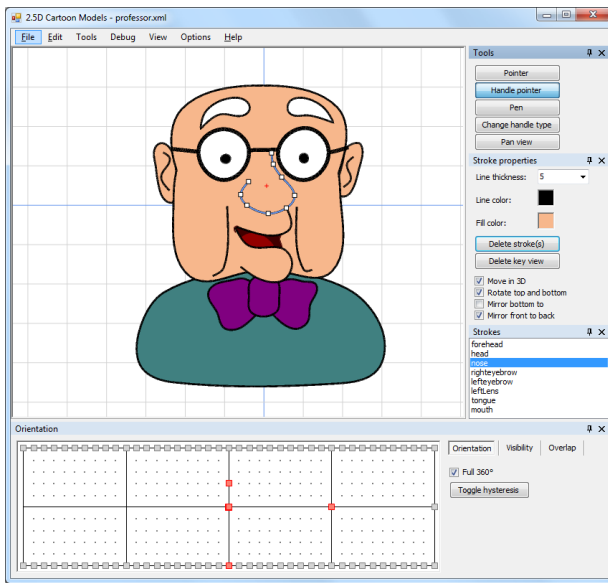 2.5D Cartoon Models - professor.xml
File Edit Tools Debug View Options Help
Tools
Pointer
Handle pointer
Pen
Change handle type
Pan view
Stroke properties
Line thickness: 5
Line color:
Fill color:
Delete stroke(s)
Delete key view
Move in 3D
Rotate top and bottom
Mirror bottom to
Mirror front to back
Strokes
forehead
head
nose
righteyebrow
lefteyebrow
leftLens
tongue
mouth
Orientation
Orientation Visibility Overlap
Full 360°
Toggle hysteresis